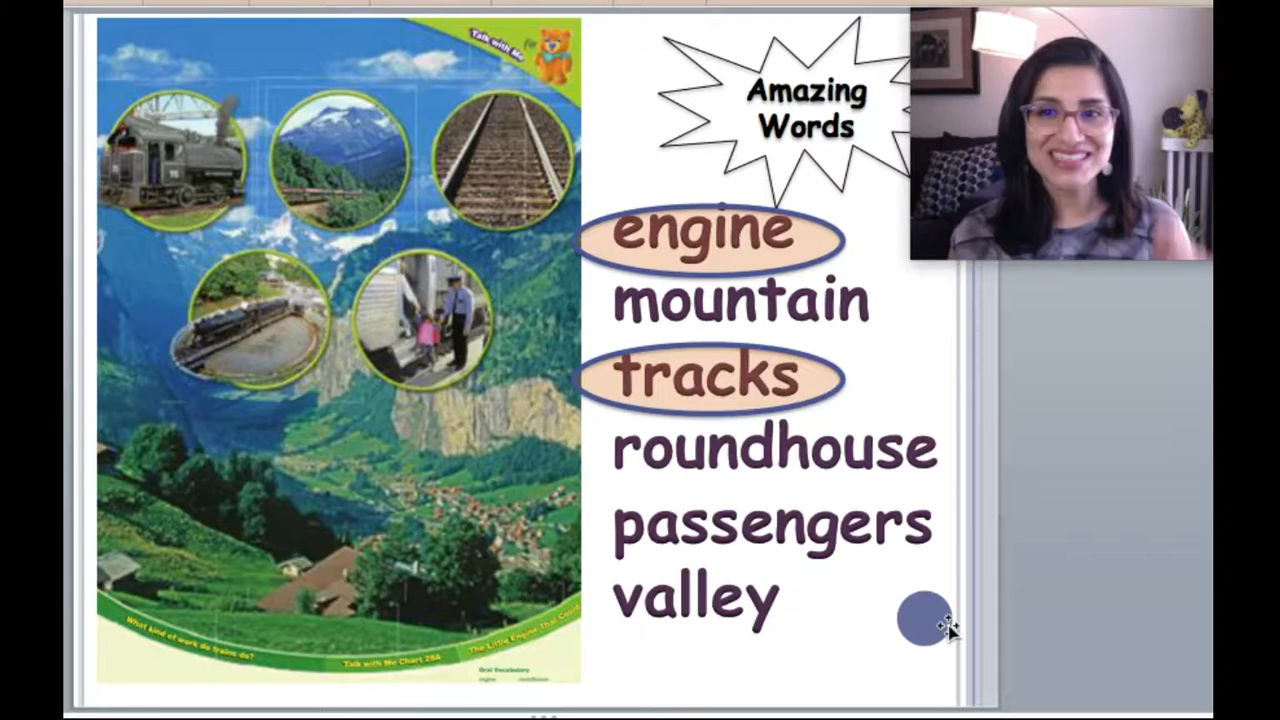 Talk with Me
Amazing
Words
engine
mountain
tracks
roundhouse
passengers
valley
What kind of work do trains do?
Talk with Me Chart 28A
The Little Engine That Could
Oral Vocabulary
engine roundhouse